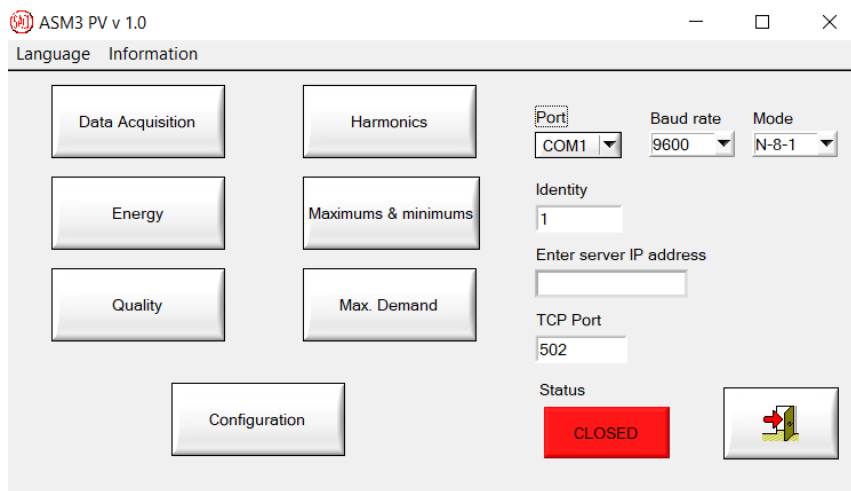 SACI
ASM3 PV v 1.0
Language Information
Data Acquisition
Harmonics
Energy
Maximums & minimums
Quality
Max. Demand
Configuration
Port
Baud rate
Mode
COM1
9600
N-8-1
Identity
1
Enter server IP address
TCP Port
502
Status
CLOSED